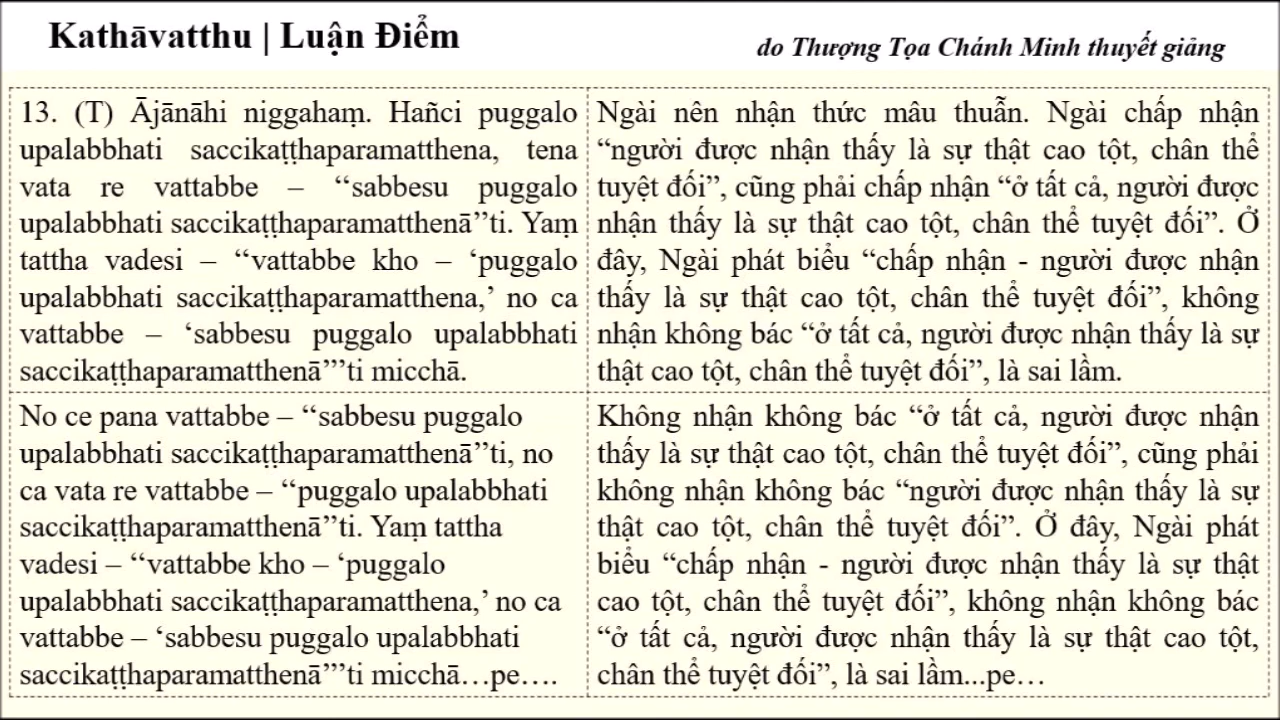 Kathāvatthu | Luận Điểm
do Thượng Tọa Chánh Minh thuyết giảng
13. (T) Ājānāhi niggahaṃ. Hañci puggalo
upalabbhati saccikaṭṭhaparamatthena, tena
vata re vattabbe – “sabbesu puggalo
upalabbhati saccikaṭṭhaparamatthenā”ti. Yaṃ
tattha vadesi – “vattabbe kho – ‘puggalo
upalabbhati saccikaṭṭhaparamatthena,’ no ca
vattabbe – ‘sabbesu puggalo upalabbhati
saccikaṭṭhaparamatthenā’”ti micchā.
Ngài nên nhận thức mâu thuẫn. Ngài chấp nhận
“người được nhận thấy là sự thật cao tột, chân thể
tuyệt đối”, cũng phải chấp nhận “ở tất cả, người được
nhận thấy là sự thật cao tột, chân thể tuyệt đối”. Ở
đây, Ngài phát biểu “chấp nhận - người được nhận
thấy là sự thật cao tột, chân thể tuyệt đối”, không
nhận không bác “ở tất cả, người được nhận thấy là sự
thật cao tột, chân thể tuyệt đối”, là sai lầm.
No ce pana vattabbe – “sabbesu puggalo
upalabbhati saccikaṭṭhaparamatthenā”ti, no
ca vata re vattabbe – “puggalo upalabbhati
saccikaṭṭhaparamatthenā”ti. Yaṃ tattha
vadesi – “vattabbe kho – ‘puggalo
upalabbhati saccikaṭṭhaparamatthena,’ no ca
vattabbe – ‘sabbesu puggalo upalabbhati
saccikaṭṭhaparamatthenā’”ti micchā…pe….
Không nhận không bác “ở tất cả, người được nhận
thấy là sự thật cao tột, chân thể tuyệt đối”, cũng phải
không nhận không bác “người được nhận thấy là sự
thật cao tột, chân thể tuyệt đối”. Ở đây, Ngài phát
biểu “chấp nhận - người được nhận thấy là sự thật
cao tột, chân thể tuyệt đối”, không nhận không bác
“ở tất cả, người được nhận thấy là sự thật cao tột,
chân thể tuyệt đối”, là sai lầm...pe…